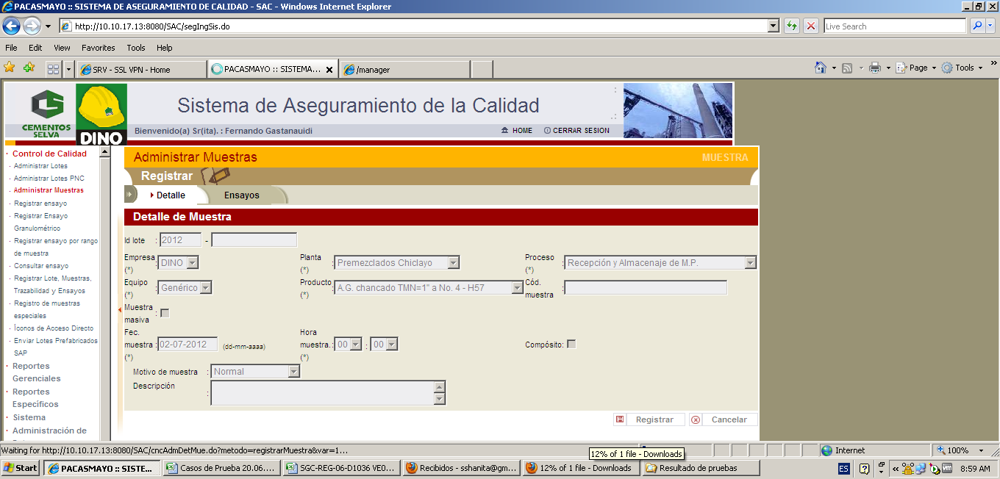 PACASMAYO :: SISTEMA DE ASEGURAMIENTO DE CALIDAD - SAC - Windows Internet Explorer
http://10.10.17.13:8080/SAC/segIngSis.do
Live Search
File Edit View Favorites Tools Help
SRV - SSL VPN - Home
PACASMAYO :: SISTEMA...
/manager
Page
Tools
CEMENTOS
SELVA
DINO
Sistema de Aseguramiento de la Calidad
Bienvenido(a) Sr(ita). : Fernando Gastanauidi
HOME
CERRAR SESION
Control de Calidad
Administrar Lotes
Administrar Lotes PNC
Administrar Muestras
Registrar ensayo
Registrar Ensayo
Granulométrico
Registrar ensayo por rango
de muestra
Consultar ensayo
Registrar Lote, Muestras,
Trazabilidad y Ensayos
Registro de muestras
especiales
Íconos de Acceso Directo
Enviar Lotes Prefabricados
SAP
Reportes
Gerenciales
Reportes
Específicos
Sistema
Administración de
Administrar Muestras
MUESTRA
Registrar
Detalle
Ensayos
Detalle de Muestra
Id lote : 2012 -
Empresa (*) : DINO
Planta (*) : Premezclados Chiclayo
Proceso (*) : Recepción y Almacenaje de M.P.
Equipo (*) : Genérico
Producto (*) : A.G. chancado TMN=1" a No. 4 - H57
Cód. muestra :
Muestra masiva :
Fec. muestra (*) : 02-07-2012 (dd-mm-aaaa)
Hora muestra. (*) : 00 : 00
Compósito:
Motivo de muestra : Normal
Descripción :
Registrar
Cancelar
Waiting for http://10.10.17.13:8080/SAC/cncAdmDetMue.do?metodo=registrarMuestra&var=1...
12% of 1 file - Downloads
Internet
100%
Start
PACASMAYO :: SISTE...
Casos de Prueba 20.06....
SGC-REG-06-D1036 VE0...
Recibidos - sshanita@gm...
12% of 1 file - Downloads
Resultado de pruebas
ES
8:59 AM